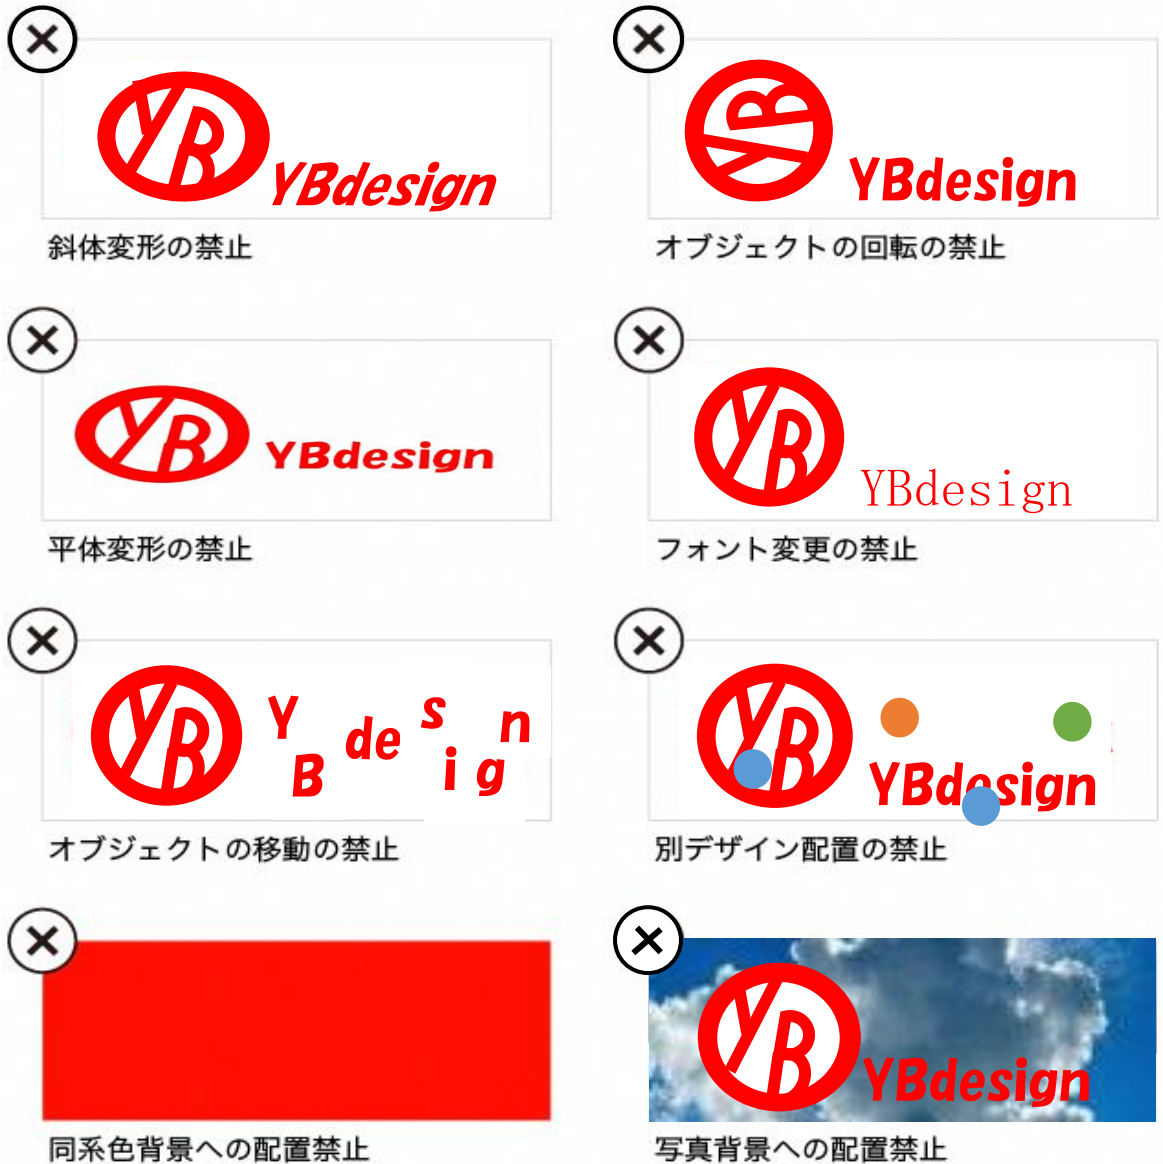 YB
YBdesign
斜体変形の禁止
YB
YBdesign
オブジェクトの回転の禁止
YB
YBdesign
平体変形の禁止
YB
YBdesign
フォント変更の禁止
YB
Y B de s i g n
オブジェクトの移動の禁止
YB
YBdesign
別デザイン配置の禁止
同系色背景への配置禁止
YB
YBdesign
写真背景への配置禁止